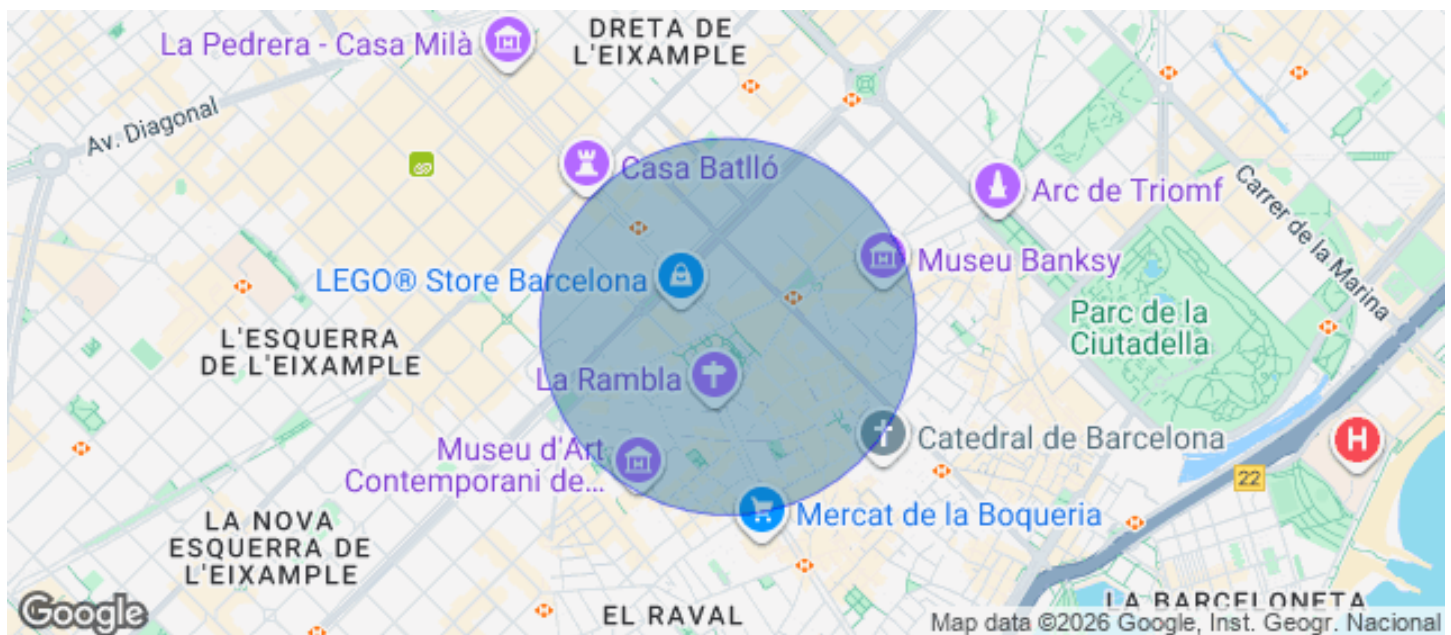 DRETA DE
L'EIXAMPLE
La Pedrera - Casa Milà
Av. Diagonal
Casa Batlló
Arc de Triomf
Carrer de la Marina
LEGO® Store Barcelona
Museu Banksy
Parc de la
Ciutadella
L'ESQUERRA
DE L'EIXAMPLE
La Rambla
Museu d'Art
Contemporani de...
Catedral de Barcelona
H
22
Mercat de la Boqueria
LA NOVA
ESQUERRA DE
L'EIXAMPLE
EL RAVAL
LA BARCELONETA
Google
Map data ©2026 Google, Inst. Geogr. Nacional